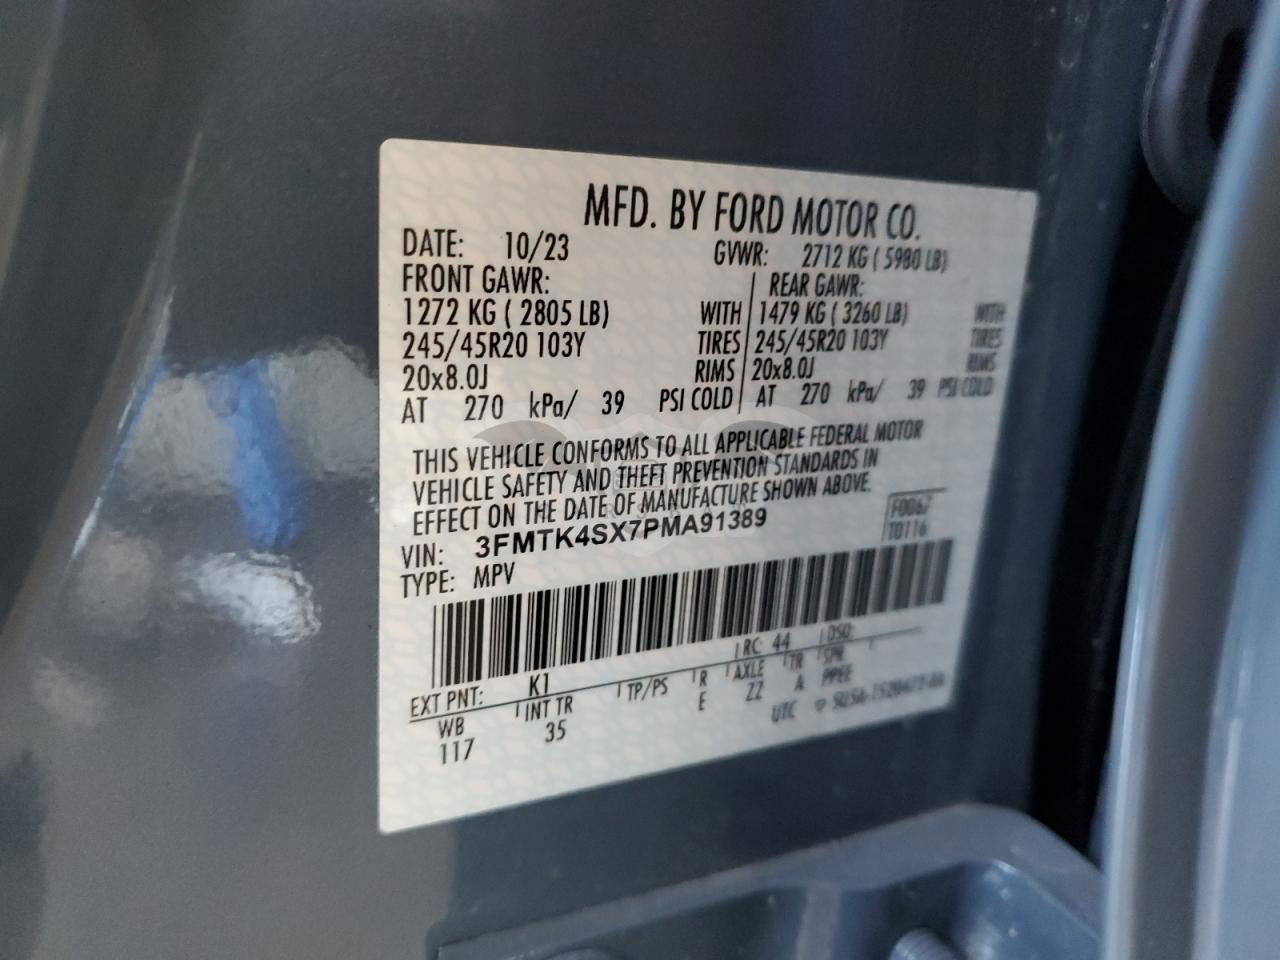 MFD. BY FORD MOTOR CO.
DATE: 10/23 GVWR: 2712 KG ( 5980 LB)
FRONT GAWR: REAR GAWR:
1272 KG ( 2805 LB) WITH 1479 KG ( 3260 LB) WITH
245/45R20 103Y TIRES 245/45R20 103Y TIRES
20x8.0J RIMS 20x8.0J RIMS
AT 270 kPa/ 39 PSI COLD AT 270 kPa/ 39 PSI COLD
THIS VEHICLE CONFORMS TO ALL APPLICABLE FEDERAL MOTOR
VEHICLE SAFETY AND THEFT PREVENTION STANDARDS IN
EFFECT ON THE DATE OF MANUFACTURE SHOWN ABOVE.
VIN: 3FMTK4SX7PMA91389 F0067
TYPE: MPV T0116
EXT PNT: K1 RC: 44 DSO:
WB INT TR TP/PS R AXLE TR SPR
117 35 E ZZ A PPEE
UTC